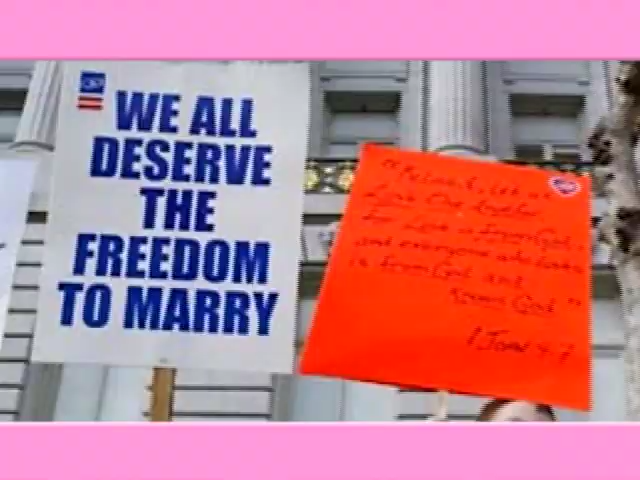 WE ALL
DESERVE
THE
FREEDOM
TO MARRY
"Beloved, let us
Love One Another
For Love is From God
and everyone who loves
is From God and
Knows God"
1 John 4:7